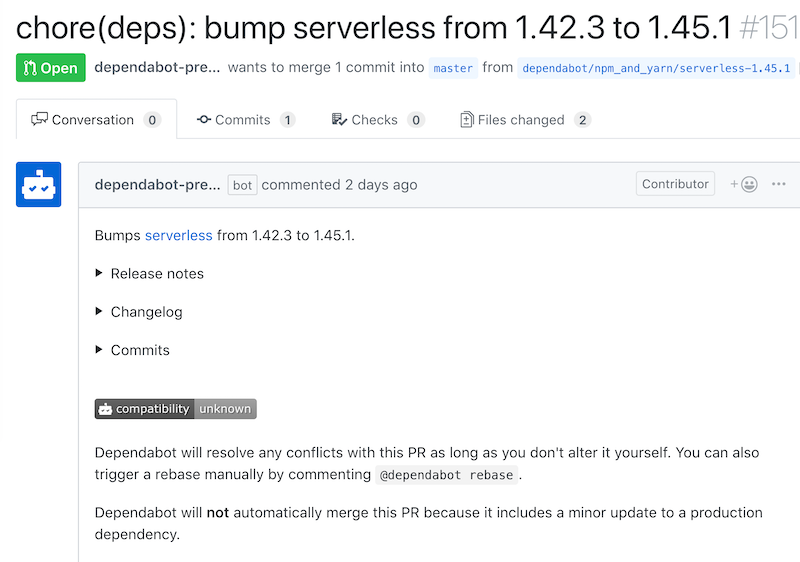 chore(deps): bump serverless from 1.42.3 to 1.45.1 #151
Open dependabot-pre... wants to merge 1 commit into master from dependabot/npm_and_yarn/serverless-1.45.1
Conversation 0 Commits 1 Checks 0 Files changed 2
dependabot-pre... bot commented 2 days ago Contributor + ...
Bumps serverless from 1.42.3 to 1.45.1.
Release notes
Changelog
Commits
compatibility unknown
Dependabot will resolve any conflicts with this PR as long as you don't alter it yourself. You can also
trigger a rebase manually by commenting @dependabot rebase .
Dependabot will not automatically merge this PR because it includes a minor update to a production
dependency.